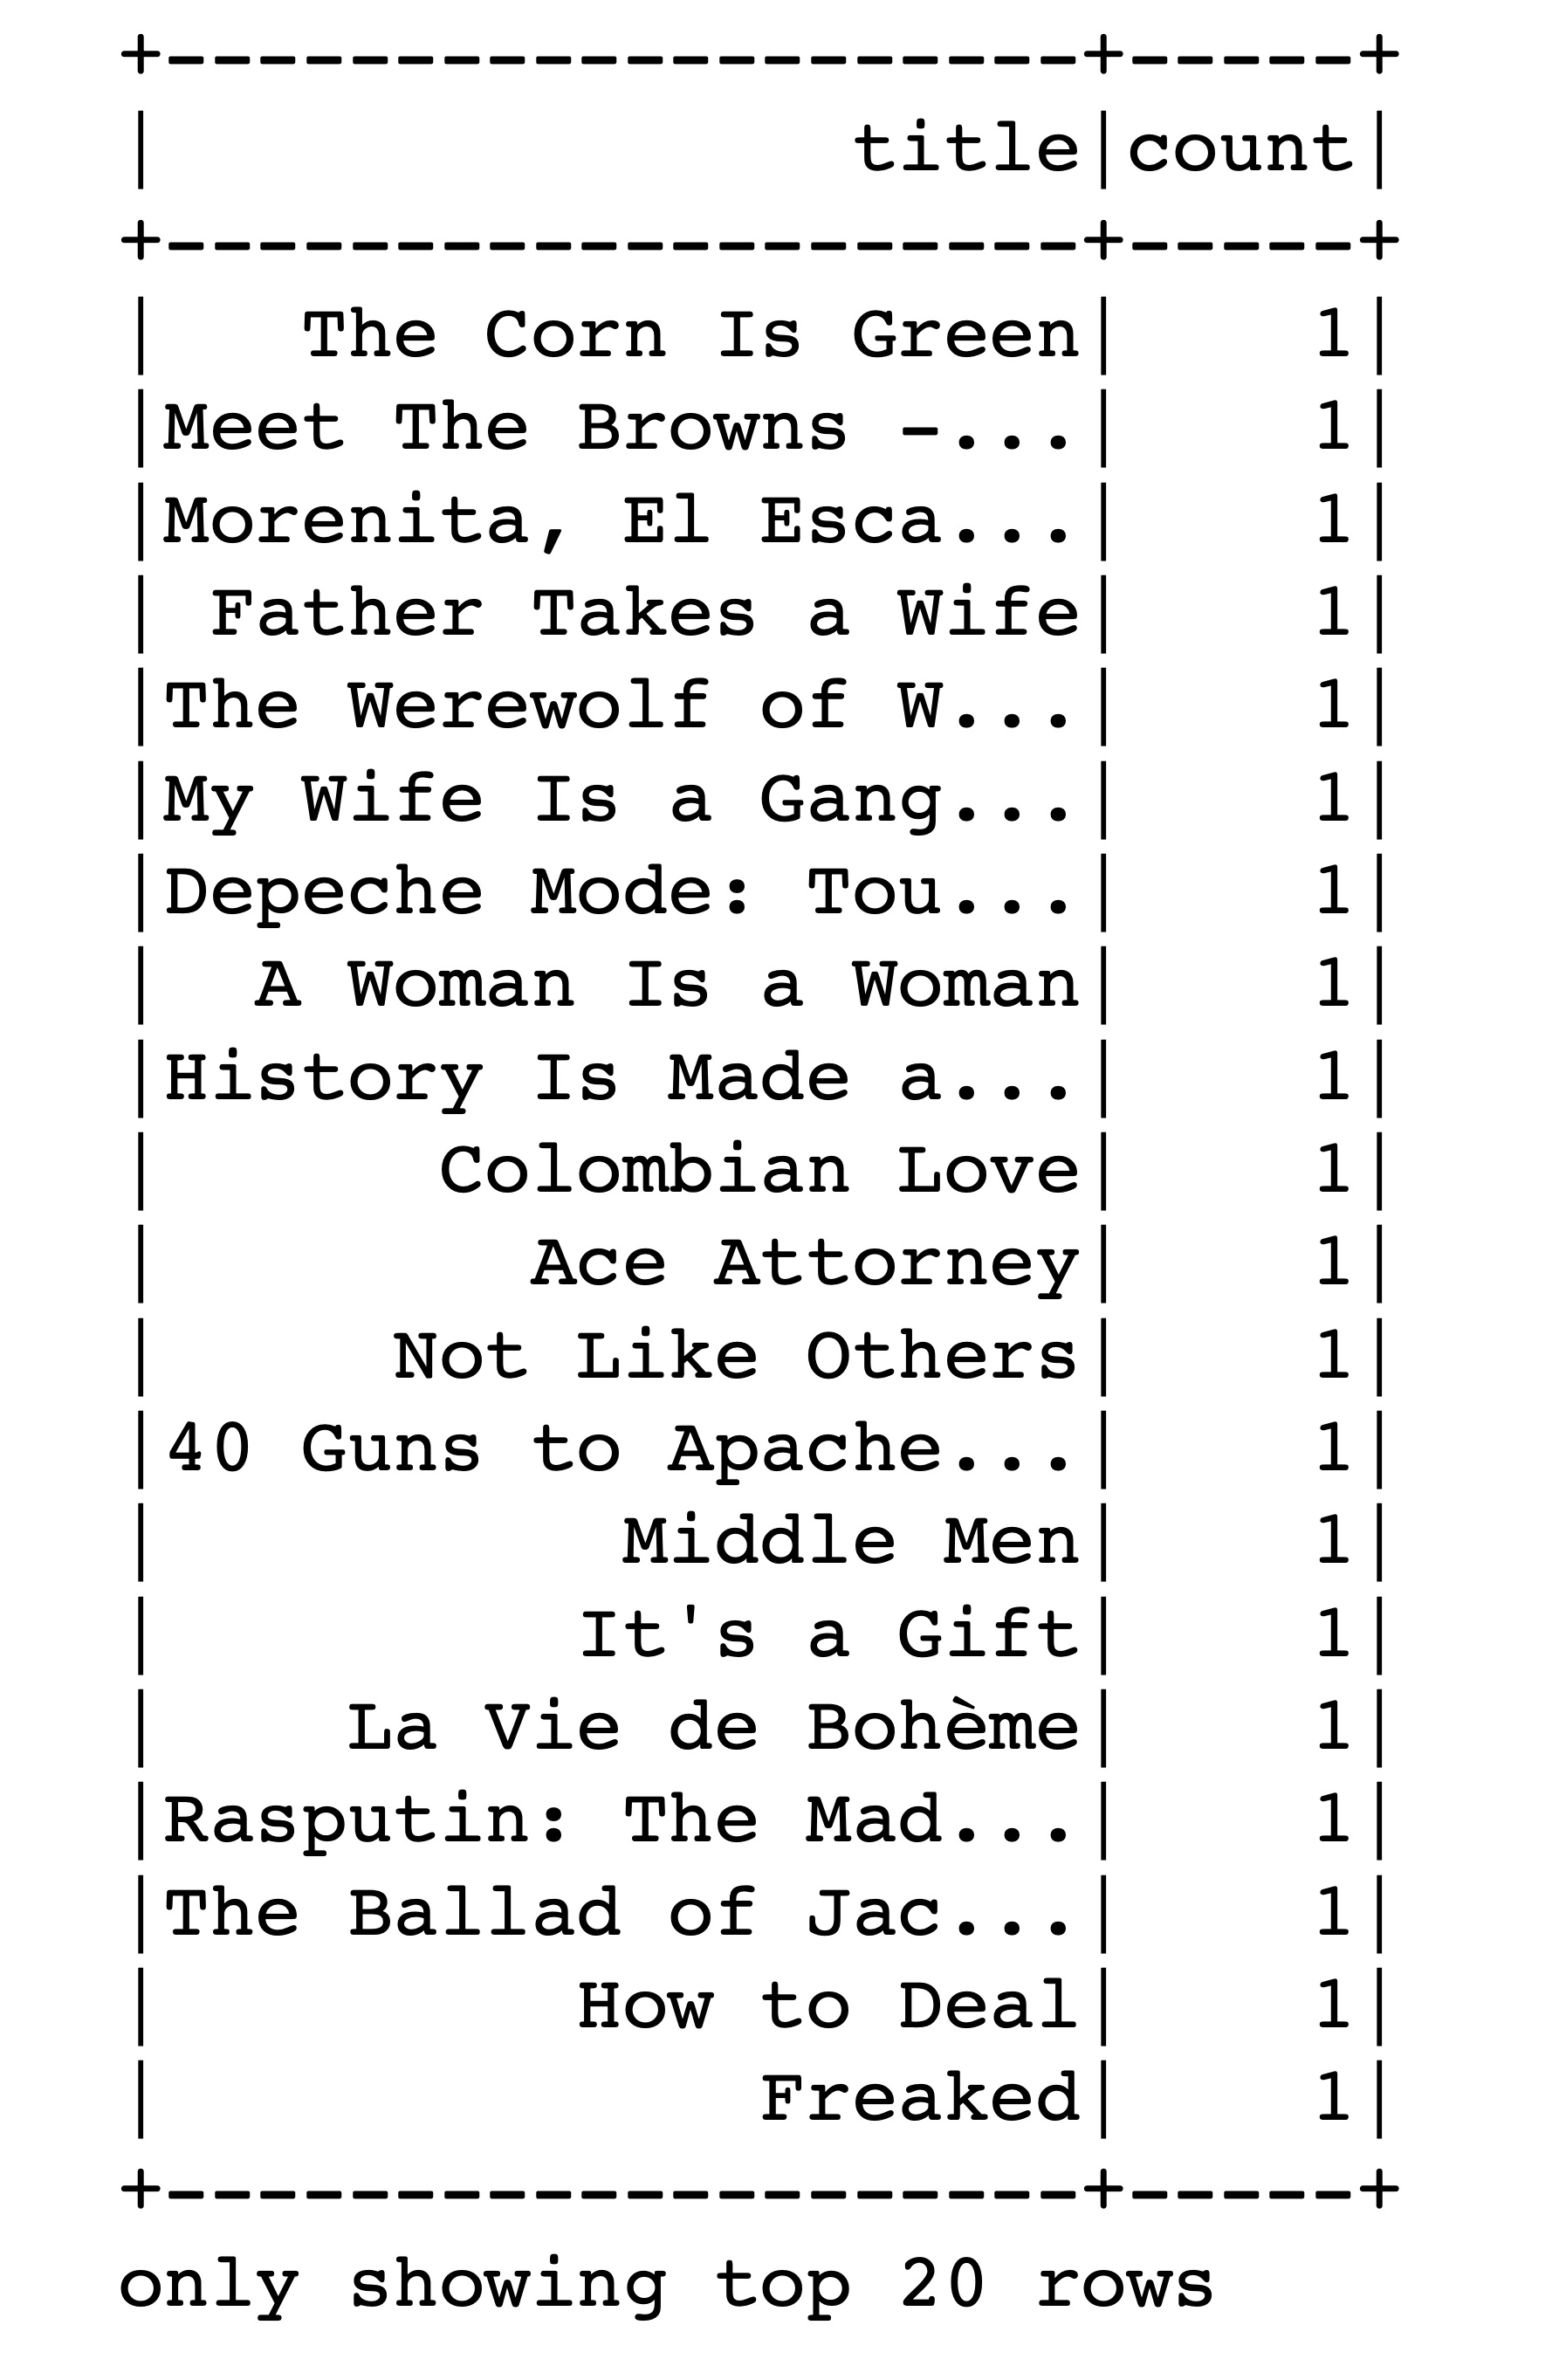 +--------------------+-----+
|               title|count|
+--------------------+-----+
|   The Corn Is Green|    1|
|Meet The Browns -...|    1|
|Morenita, El Esca...|    1|
| Father Takes a Wife|    1|
|The Werewolf of W...|    1|
|My Wife Is a Gang...|    1|
|Depeche Mode: Tou...|    1|
|  A Woman Is a Woman|    1|
|History Is Made a...|    1|
|      Colombian Love|    1|
|        Ace Attorney|    1|
|     Not Like Others|    1|
|40 Guns to Apache...|    1|
|          Middle Men|    1|
|         It's a Gift|    1|
|    La Vie de Bohème|    1|
|Rasputin: The Mad...|    1|
|The Ballad of Jac...|    1|
|         How to Deal|    1|
|             Freaked|    1|
+--------------------+-----+
only showing top 20 rows